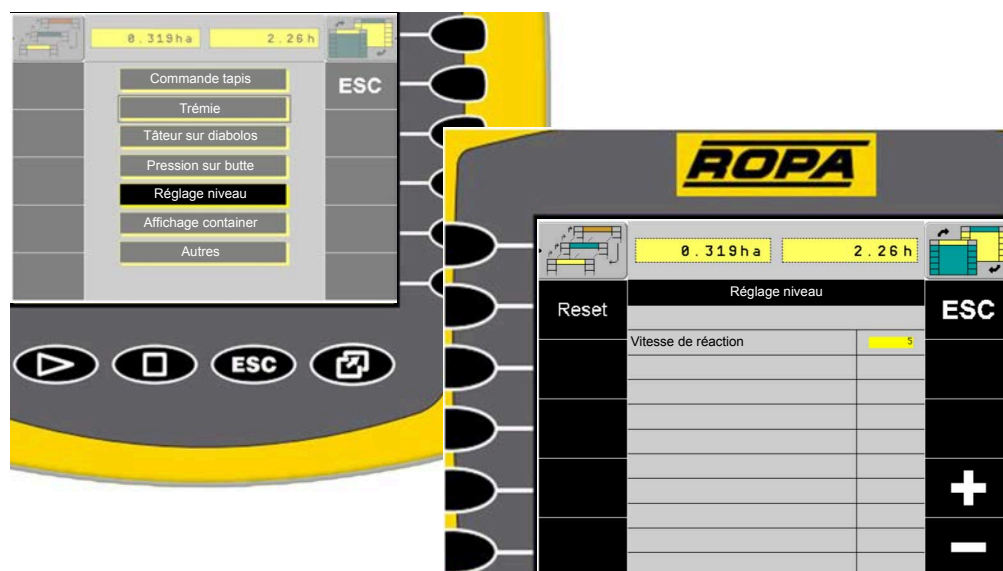 0.319ha 2.26h
Commande tapis
ESC
Trémie
Tâteur sur diabolos
Pression sur butte
Réglage niveau
Affichage container
Autres
ESC
ROPA
0.319ha 2.26h
Réglage niveau
Reset
ESC
Vitesse de réaction 5
+
−